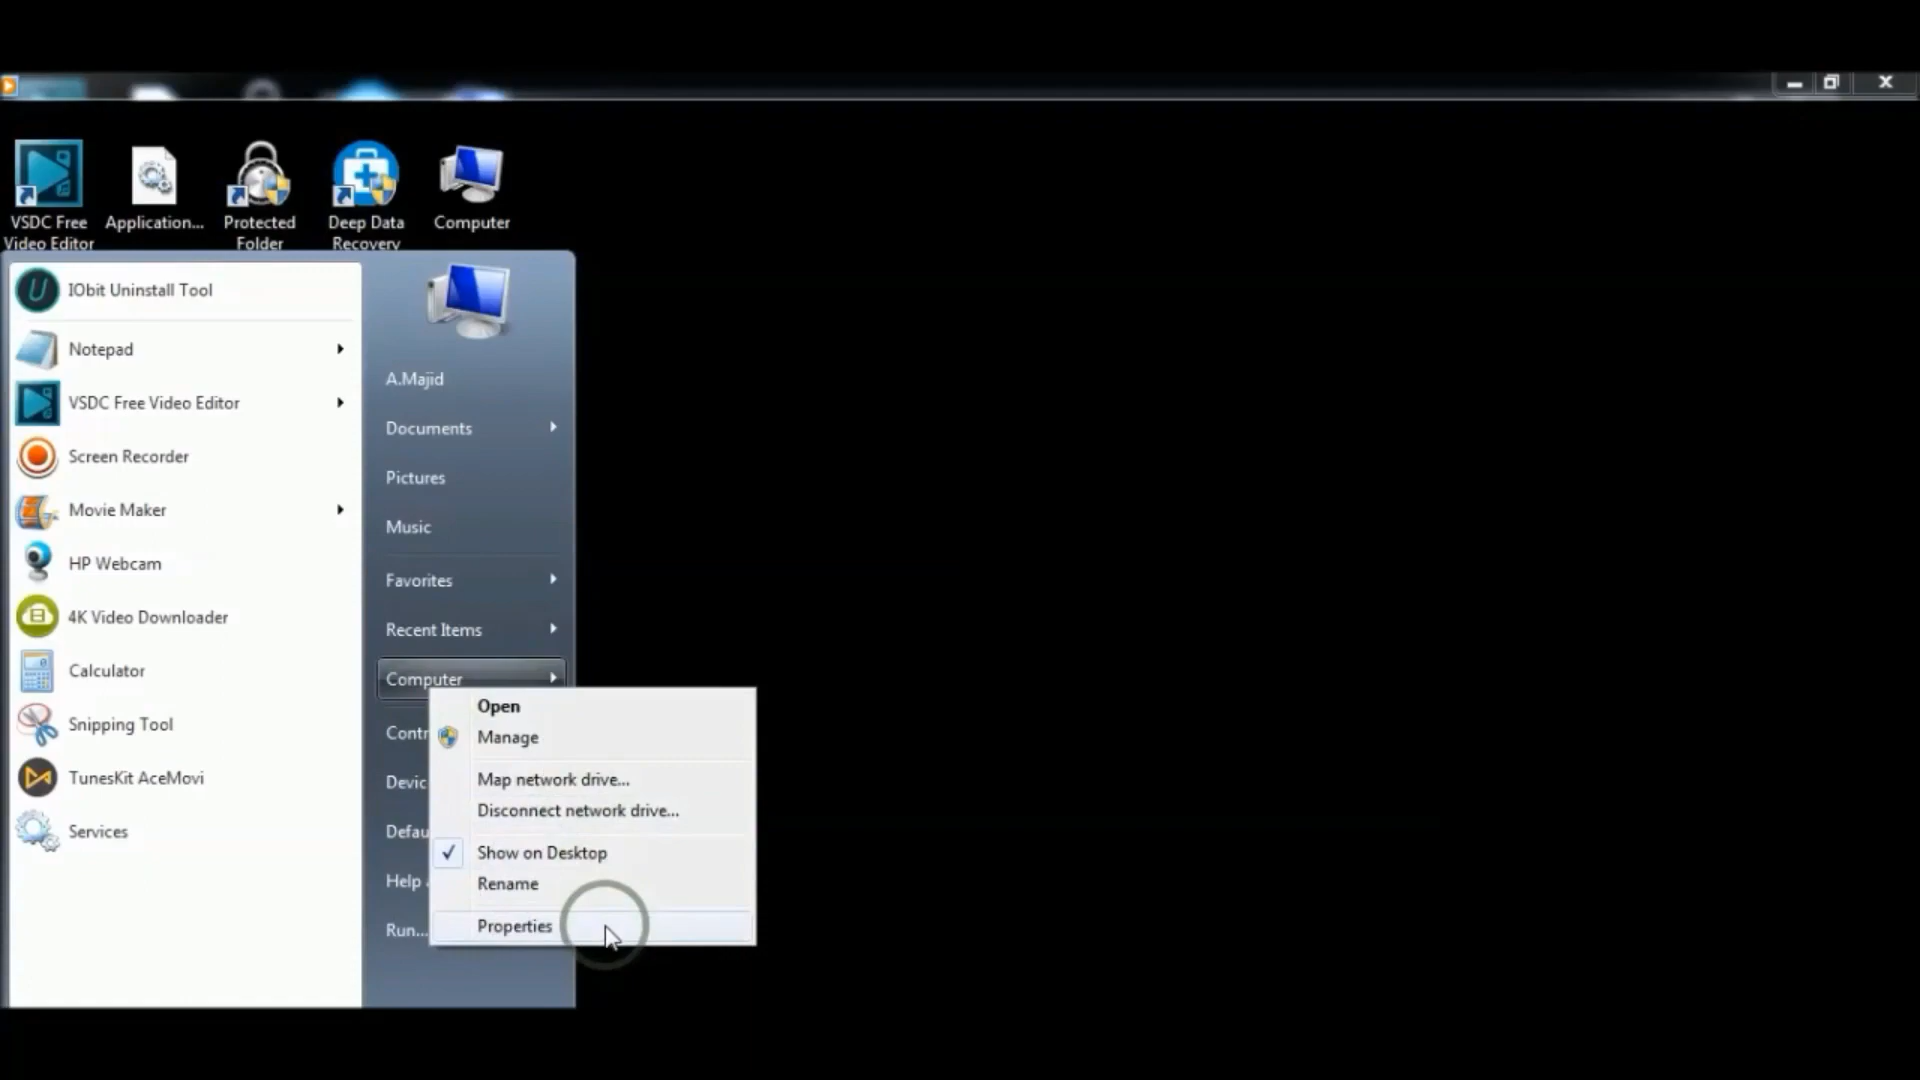 VSDC Free
Video Editor
Application...
Protected
Folder
Deep Data
Recovery
Computer
IObit Uninstall Tool
Notepad
VSDC Free Video Editor
Screen Recorder
Movie Maker
HP Webcam
4K Video Downloader
Calculator
Snipping Tool
TunesKit AceMovi
Services
A.Majid
Documents
Pictures
Music
Favorites
Recent Items
Computer
Contr
Devic
Defau
Help
Run...
Open
Manage
Map network drive...
Disconnect network drive...
Show on Desktop
Rename
Properties